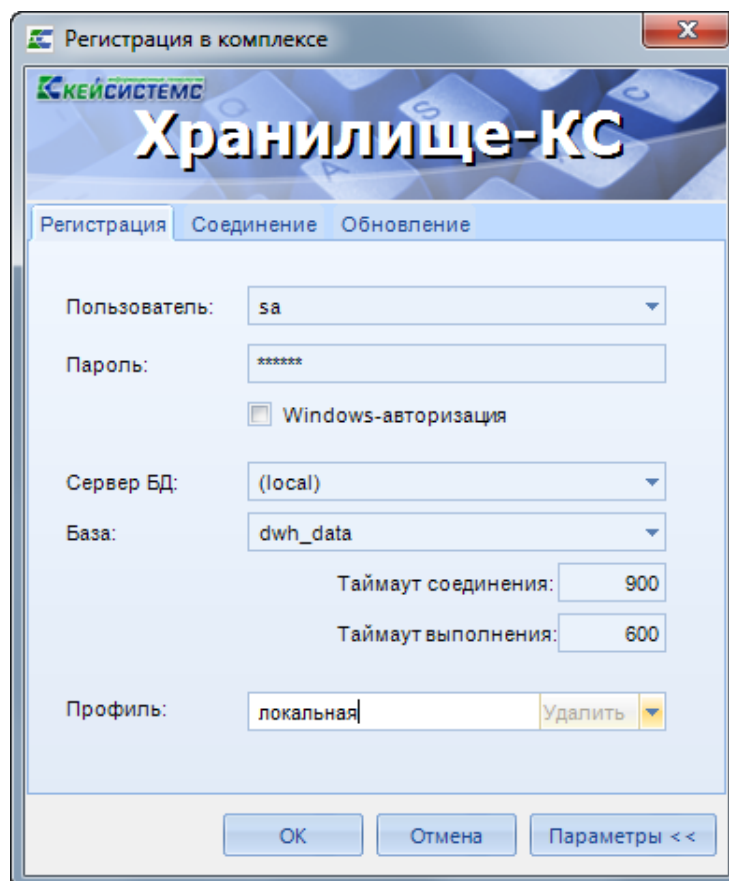 Регистрация в комплексе
КЕЙСИСТЕМС
Хранилище-КС
Регистрация Соединение Обновление
Пользователь: sa
Пароль: ******
Windows-авторизация
Сервер БД: (local)
База: dwh_data
Таймаут соединения: 900
Таймаут выполнения: 600
Профиль: локальная Удалить
ОК Отмена Параметры <<